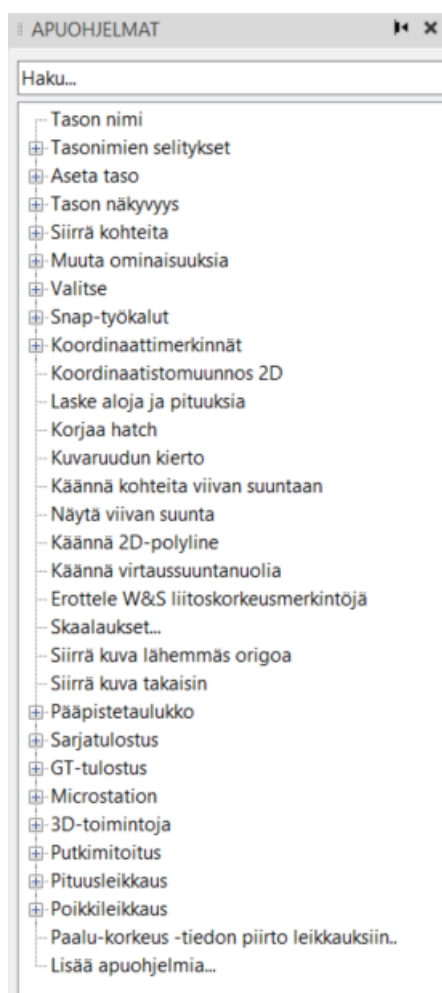 APUOHJELMAT
Haku...
Tason nimi
Tasonimien selitykset
Aseta taso
Tason näkyvyys
Siirrä kohteita
Muuta ominaisuuksia
Valitse
Snap-työkalut
Koordinaattimerkinnät
Koordinaatistomuunnos 2D
Laske aloja ja pituuksia
Korjaa hatch
Kuvaruudun kierto
Käännä kohteita viivan suuntaan
Näytä viivan suunta
Käännä 2D-polyline
Käännä virtaussuuntanuolia
Erottele W&S liitoskorkeusmerkintöjä
Skaalaukset...
Siirrä kuva lähemmäs origoa
Siirrä kuva takaisin
Pääpistetaulukko
Sarjatulostus
GT-tulostus
Microstation
3D-toimintoja
Putkimitoitus
Pituusleikkaus
Poikkileikkaus
Paalu-korkeus -tiedon piirto leikkauksiin..
Lisää apuohjelmia...